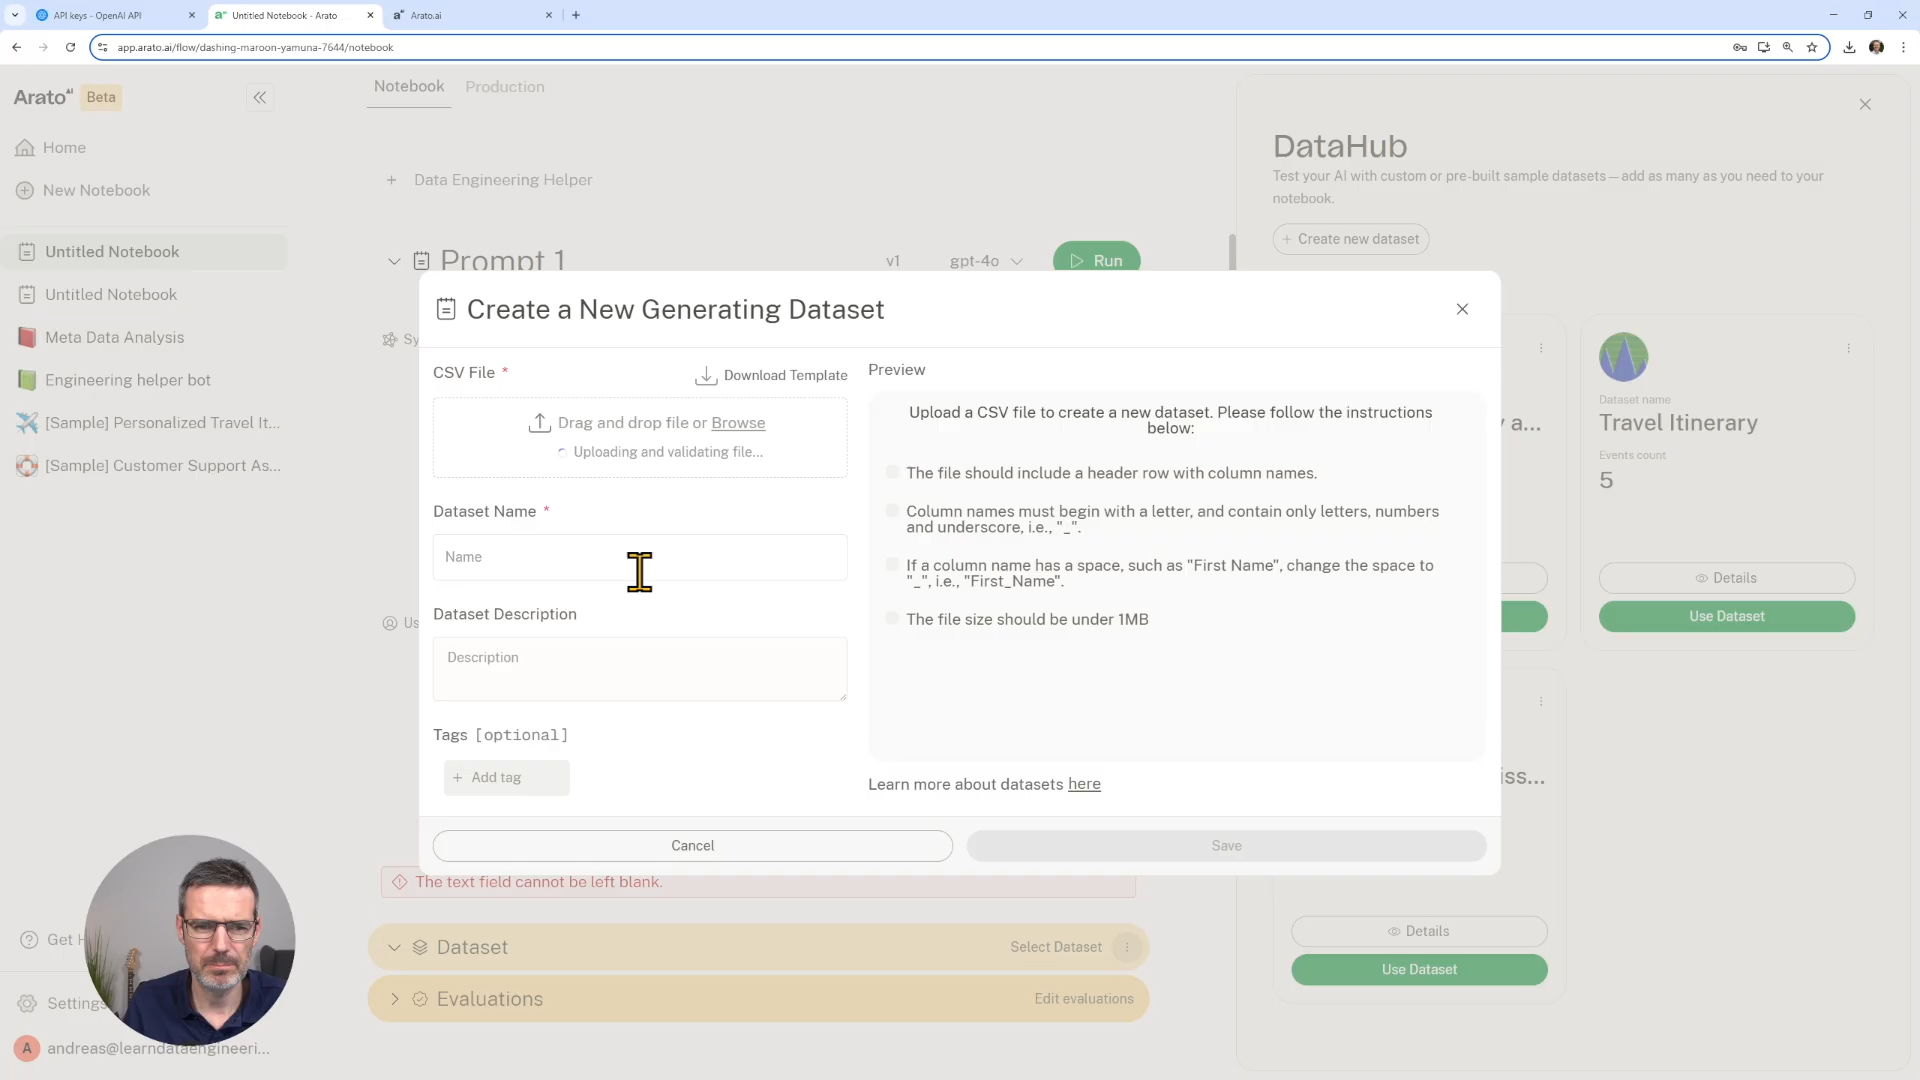 API keys - OpenAI API
Untitled Notebook - Arato
Arato.ai
app.arato.ai/flow/dashing-maroon-yamuna-7644/notebook
Arato AI
Beta
Home
New Notebook
Untitled Notebook
Untitled Notebook
Meta Data Analysis
Engineering helper bot
[Sample] Personalized Travel It...
[Sample] Customer Support As...
Get H
Settings
A
andreas@learndataengineeri...
Notebook
Production
Data Engineering Helper
Prompt 1
v1
gpt-4o
Run
Sy
Us
The text field cannot be left blank.
Dataset
Select Dataset
Evaluations
Edit evaluations
Create a New Generating Dataset
CSV File *
Download Template
Drag and drop file or Browse
Uploading and validating file...
Dataset Name *
Name
Dataset Description
Description
Tags [optional]
+ Add tag
Preview
Upload a CSV file to create a new dataset. Please follow the instructions
below:
The file should include a header row with column names.
Column names must begin with a letter, and contain only letters, numbers
and underscore, i.e., "_".
If a column name has a space, such as "First Name", change the space to
"_", i.e., "First_Name".
The file size should be under 1MB
Learn more about datasets here
Cancel
Save
DataHub
Test your AI with custom or pre-built sample datasets—add as many as you need to your
notebook.
+ Create new dataset
y a...
Dataset name
Travel Itinerary
Events count
5
Details
Use Dataset
iss...
Details
Use Dataset